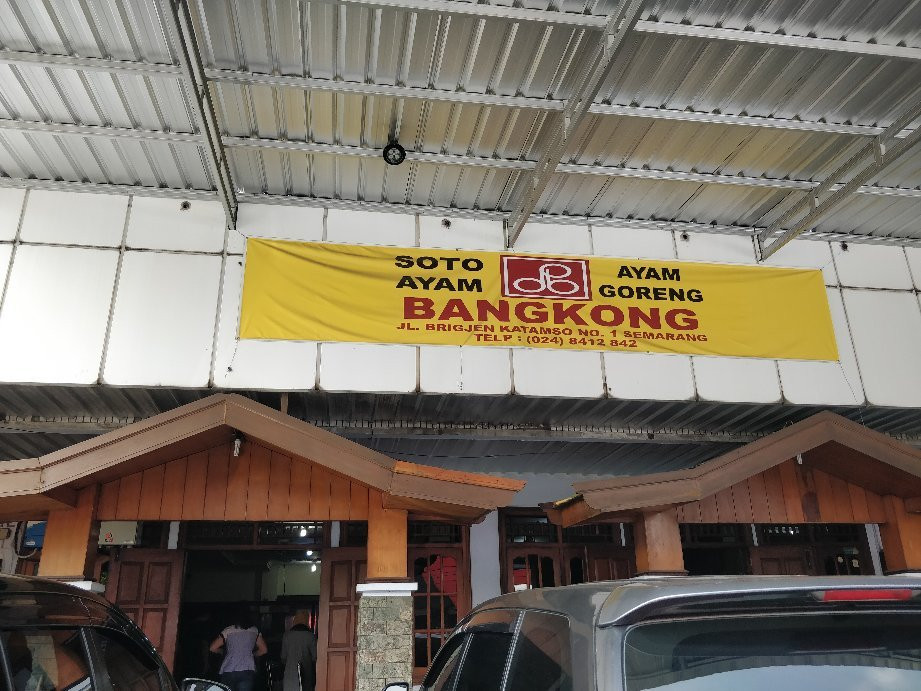 SOTO
AYAM
AYAM
GORENG
BANGKONG
JL. BRIGJEN KATAMSO NO. 1 SEMARANG
TELP : (024) 8412 842